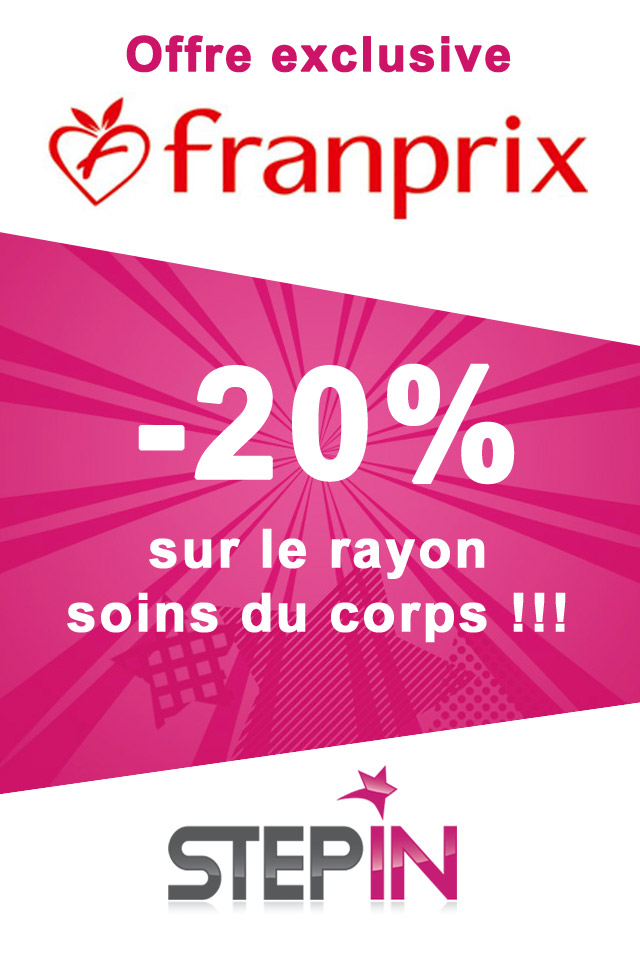 Offre exclusive
franprix
-20%
sur le rayon
soins du corps !!!
STEPIN